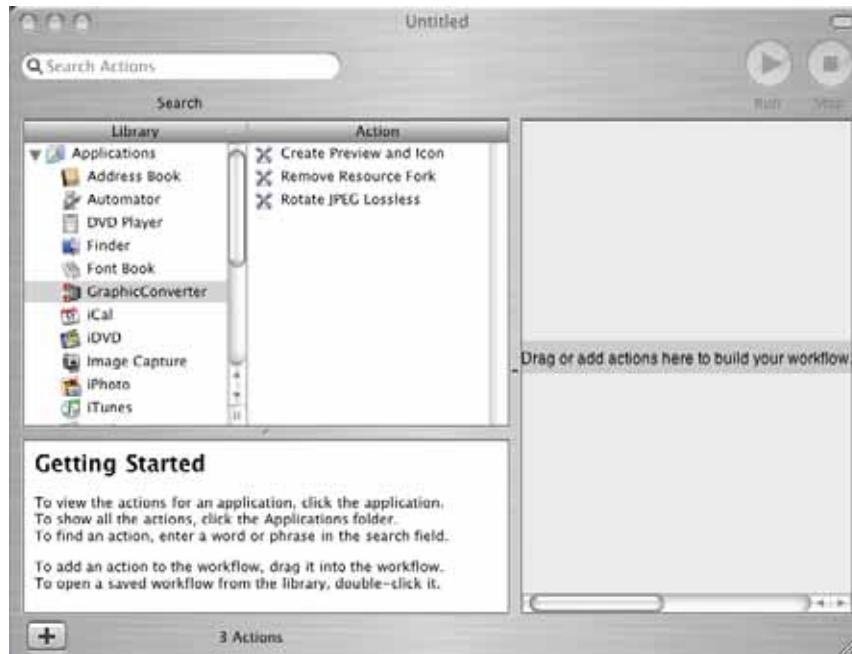 Untitled
Search Actions
Search
Run Stop
Library Action
Applications
Address Book
Automator
DVD Player
Finder
Font Book
GraphicConverter
iCal
iDVD
Image Capture
iPhoto
iTunes
Create Preview and Icon
Remove Resource Fork
Rotate JPEG Lossless
Drag or add actions here to build your workflow.
Getting Started
To view the actions for an application, click the application.
To show all the actions, click the Applications folder.
To find an action, enter a word or phrase in the search field.
To add an action to the workflow, drag it into the workflow.
To open a saved workflow from the library, double-click it.
3 Actions